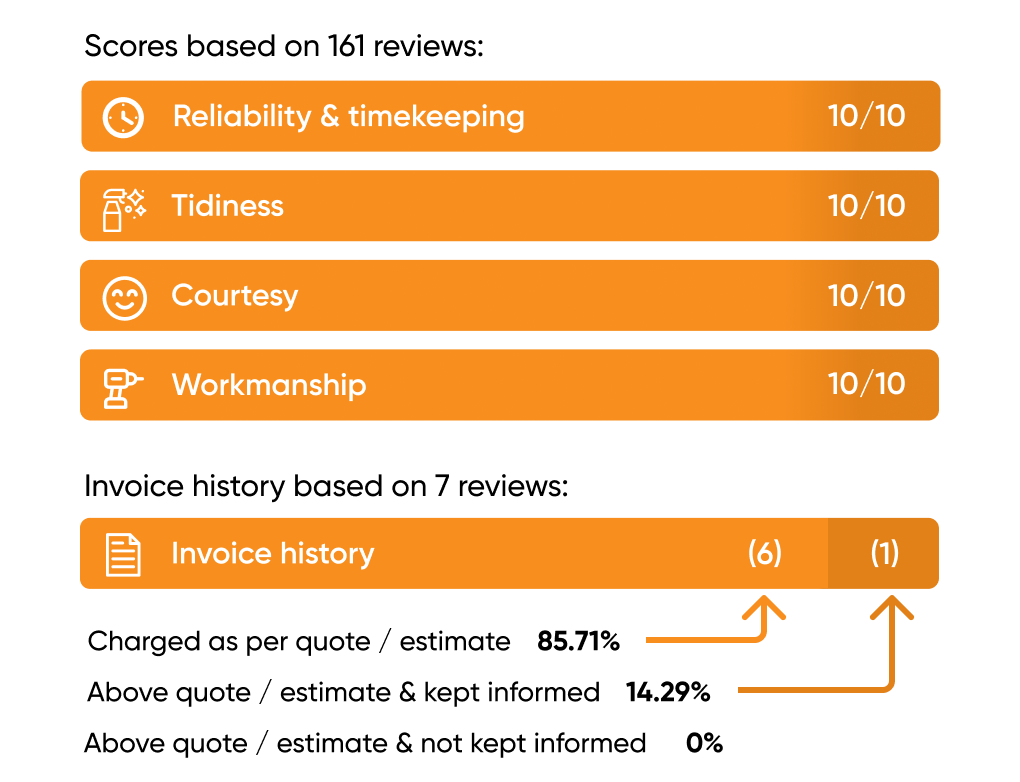 Scores based on 161 reviews:
Reliability & timekeeping 10/10
Tidiness 10/10
Courtesy 10/10
Workmanship 10/10
Invoice history based on 7 reviews:
Invoice history (6) (1)
Charged as per quote / estimate 85.71%
Above quote / estimate & kept informed 14.29%
Above quote / estimate & not kept informed 0%